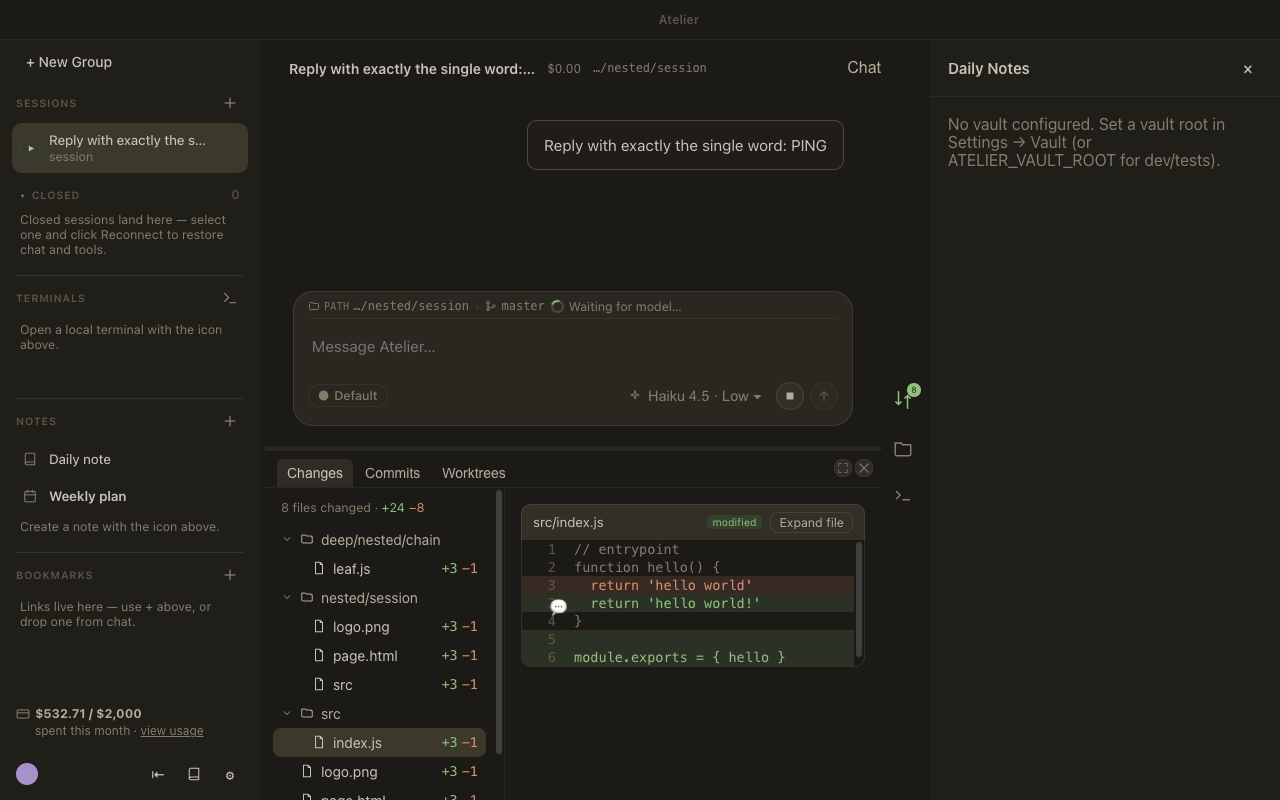 Atelier
+ New Group
SESSIONS
Reply with exactly the s...
session
CLOSED
0
Closed sessions land here — select
one and click Reconnect to restore
chat and tools.
TERMINALS
Open a local terminal with the icon
above.
NOTES
Daily note
Weekly plan
Create a note with the icon above.
BOOKMARKS
Links live here — use + above, or
drop one from chat.
$532.71 / $2,000
spent this month · view usage
Reply with exactly the single word:... $0.00 …/nested/session
Chat
Reply with exactly the single word: PING
PATH …/nested/session › master Waiting for model...
Message Atelier...
Default
Haiku 4.5 · Low
8
Changes Commits Worktrees
8 files changed · +24 −8
deep/nested/chain
leaf.js +3 −1
nested/session
logo.png +3 −1
page.html +3 −1
src +3 −1
src
index.js +3 −1
logo.png +3 −1
page.html +3 −1
src/index.js modified Expand file
1 // entrypoint
2 function hello() {
3 return 'hello world'
return 'hello world!'
4 }
5
6 module.exports = { hello }
Daily Notes
No vault configured. Set a vault root in
Settings → Vault (or
ATELIER_VAULT_ROOT for dev/tests).